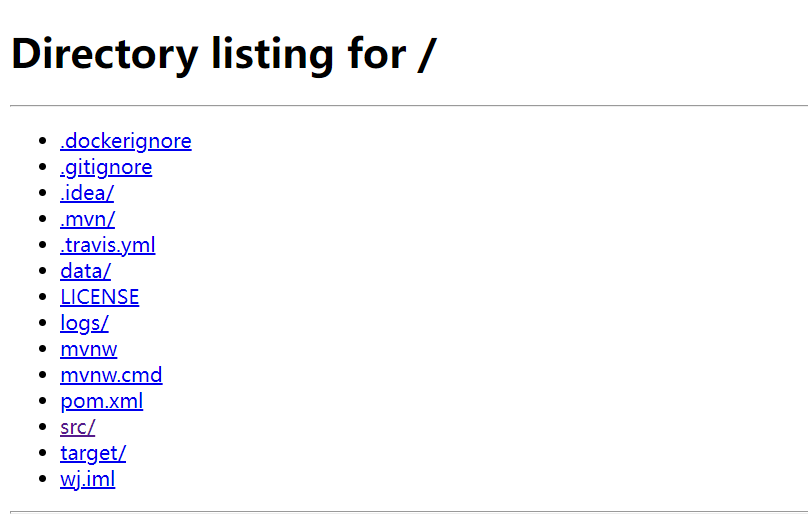 Directory listing for /
.dockerignore
.gitignore
.idea/
.mvn/
.travis.yml
data/
LICENSE
logs/
mvnw
mvnw.cmd
pom.xml
src/
target/
wj.iml